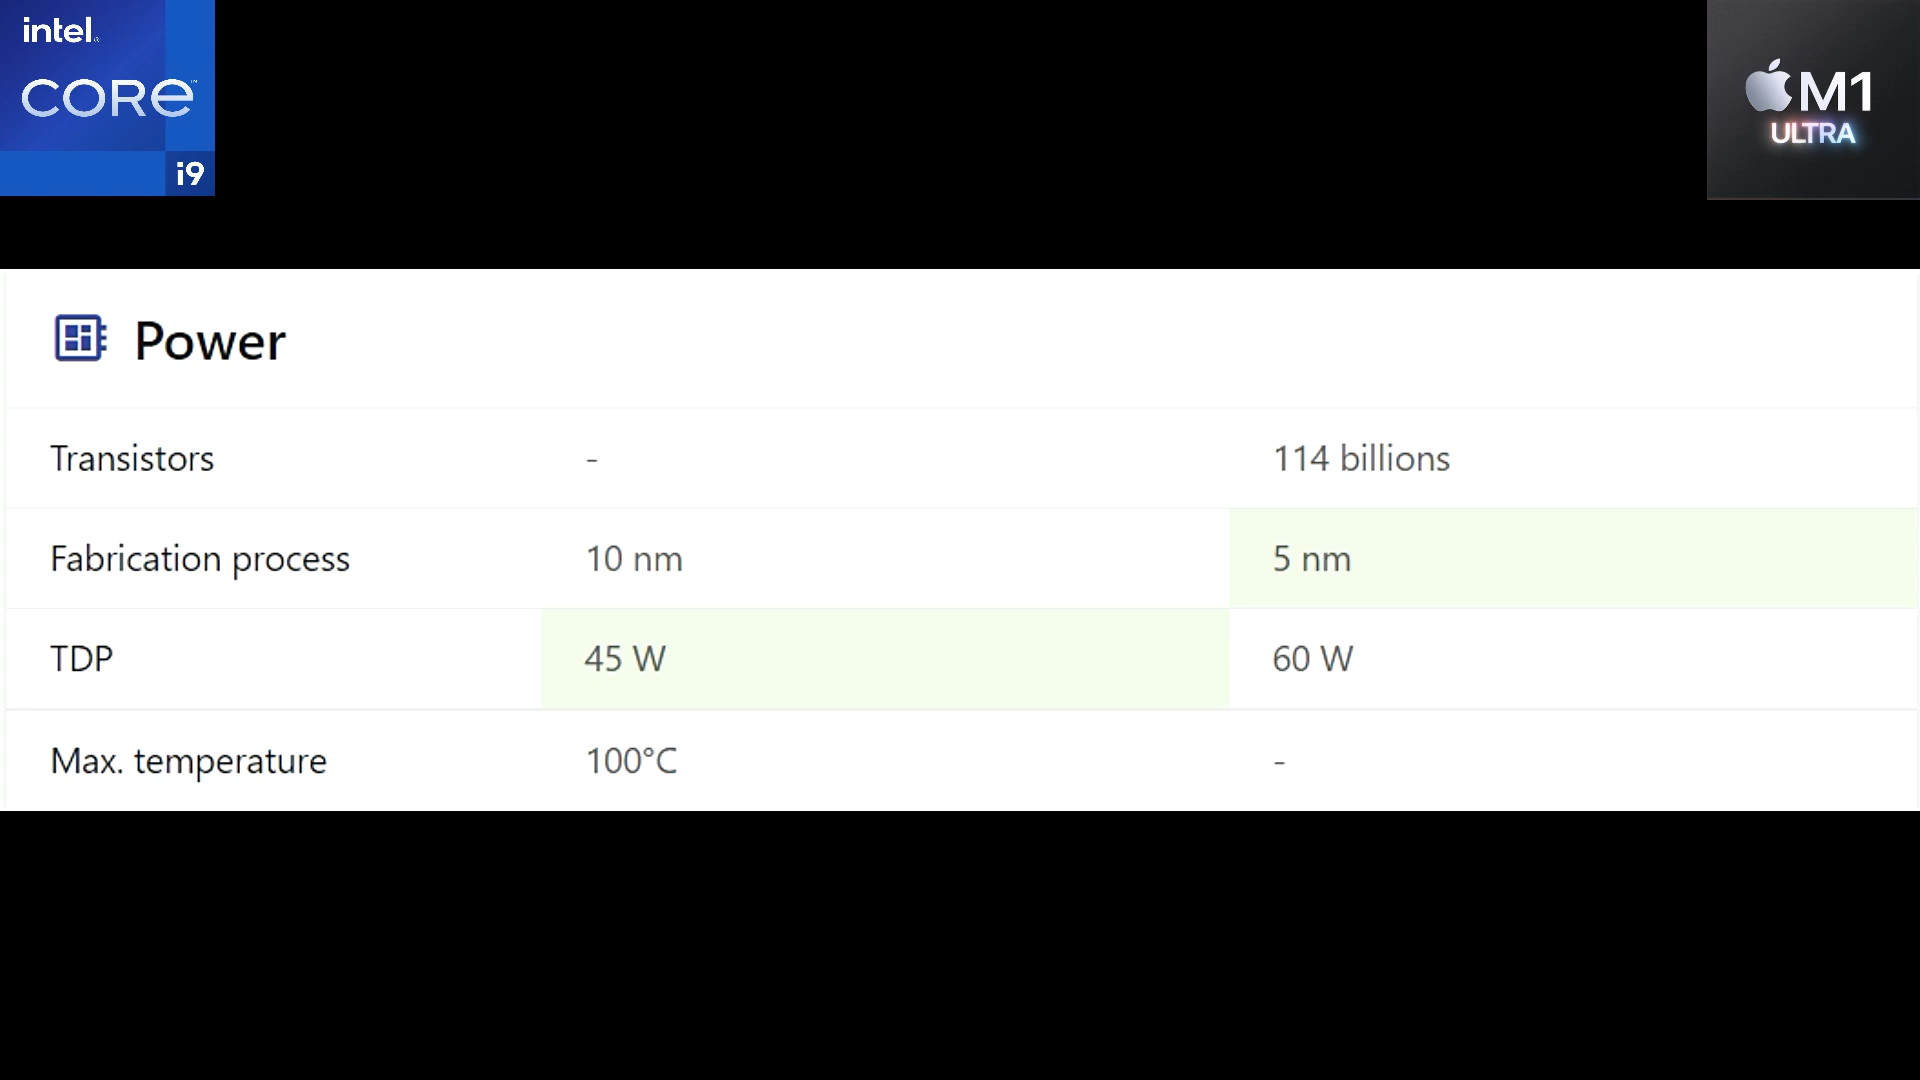 intel.
CORE™
i9
M1
ULTRA
Power
Transistors - 114 billions
Fabrication process 10 nm 5 nm
TDP 45 W 60 W
Max. temperature 100°C -